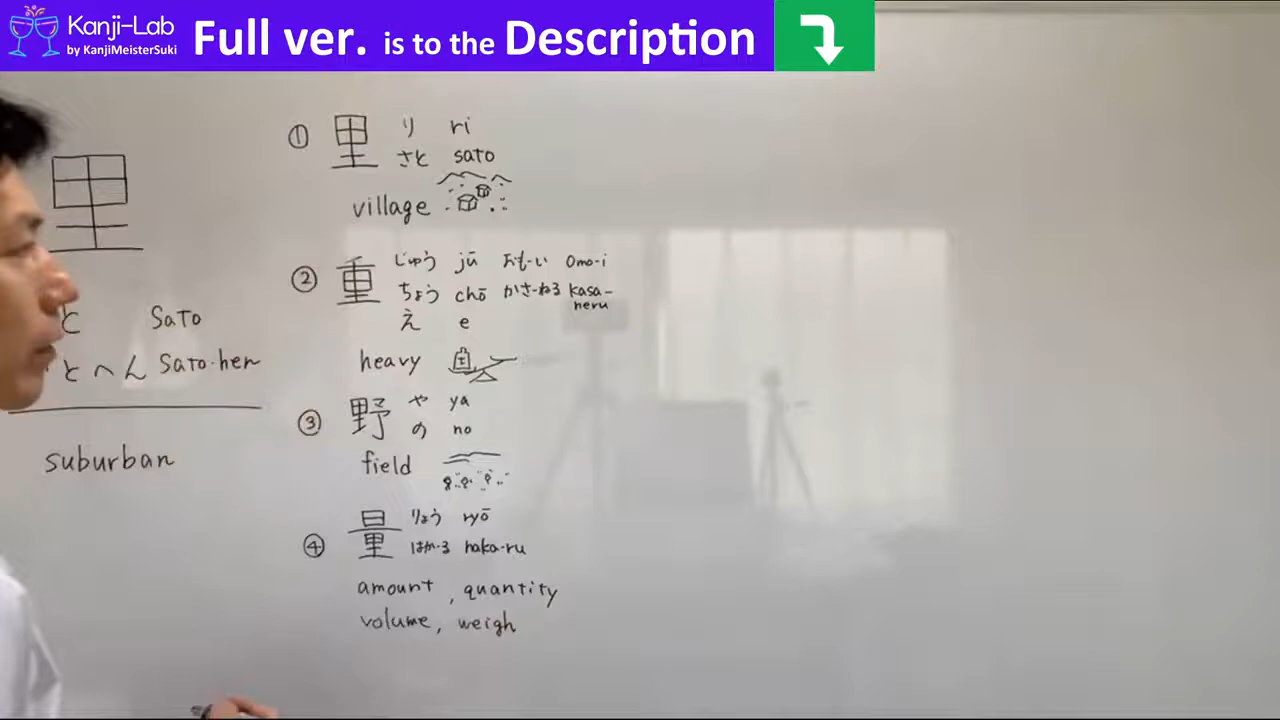 Kanji-Lab
by KanjiMeisterSuki
Full ver. is to the Description
里
と Sato
とへん Sato-hen
suburban
① 里 り ri
さと sato
village
② 重 じゅう jū おも-い Omo-i
ちょう chō かさ-ねる kasa-neru
え e
heavy
③ 野 や ya
の no
field
④ 量 りょう ryō
はか-る haka-ru
amount, quantity
volume, weigh